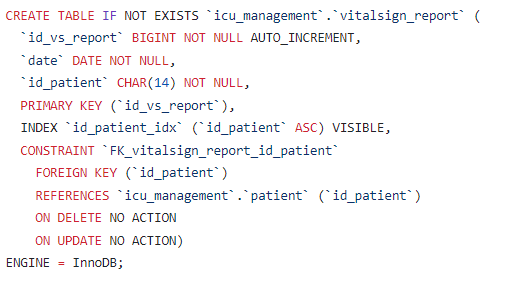 CREATE TABLE IF NOT EXISTS `icu_management`.`vitalsign_report` (
  `id_vs_report` BIGINT NOT NULL AUTO_INCREMENT,
  `date` DATE NOT NULL,
  `id_patient` CHAR(14) NOT NULL,
  PRIMARY KEY (`id_vs_report`),
  INDEX `id_patient_idx` (`id_patient` ASC) VISIBLE,
  CONSTRAINT `FK_vitalsign_report_id_patient`
    FOREIGN KEY (`id_patient`)
    REFERENCES `icu_management`.`patient` (`id_patient`)
    ON DELETE NO ACTION
    ON UPDATE NO ACTION)
ENGINE = InnoDB;